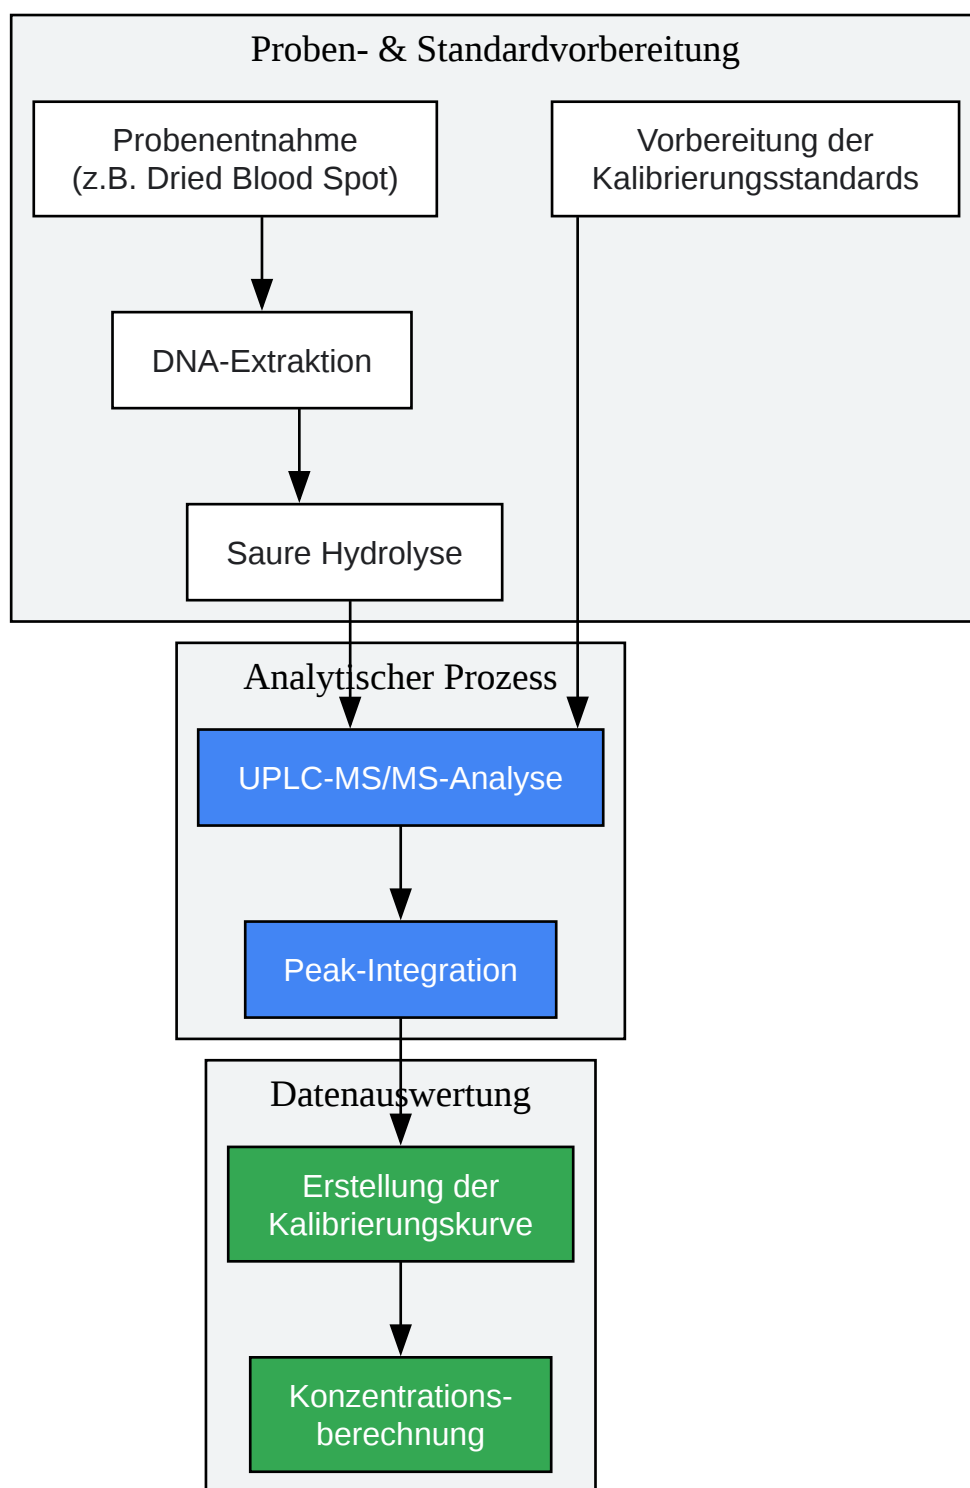 Proben- & Standardvorbereitung
Probenentnahme
(z.B. Dried Blood Spot)
Vorbereitung der
Kalibrierungsstandards
DNA-Extraktion
Saure Hydrolyse
Analytischer Prozess
UPLC-MS/MS-Analyse
Peak-Integration
Datenauswertung
Erstellung der
Kalibrierungskurve
Konzentrations-
berechnung